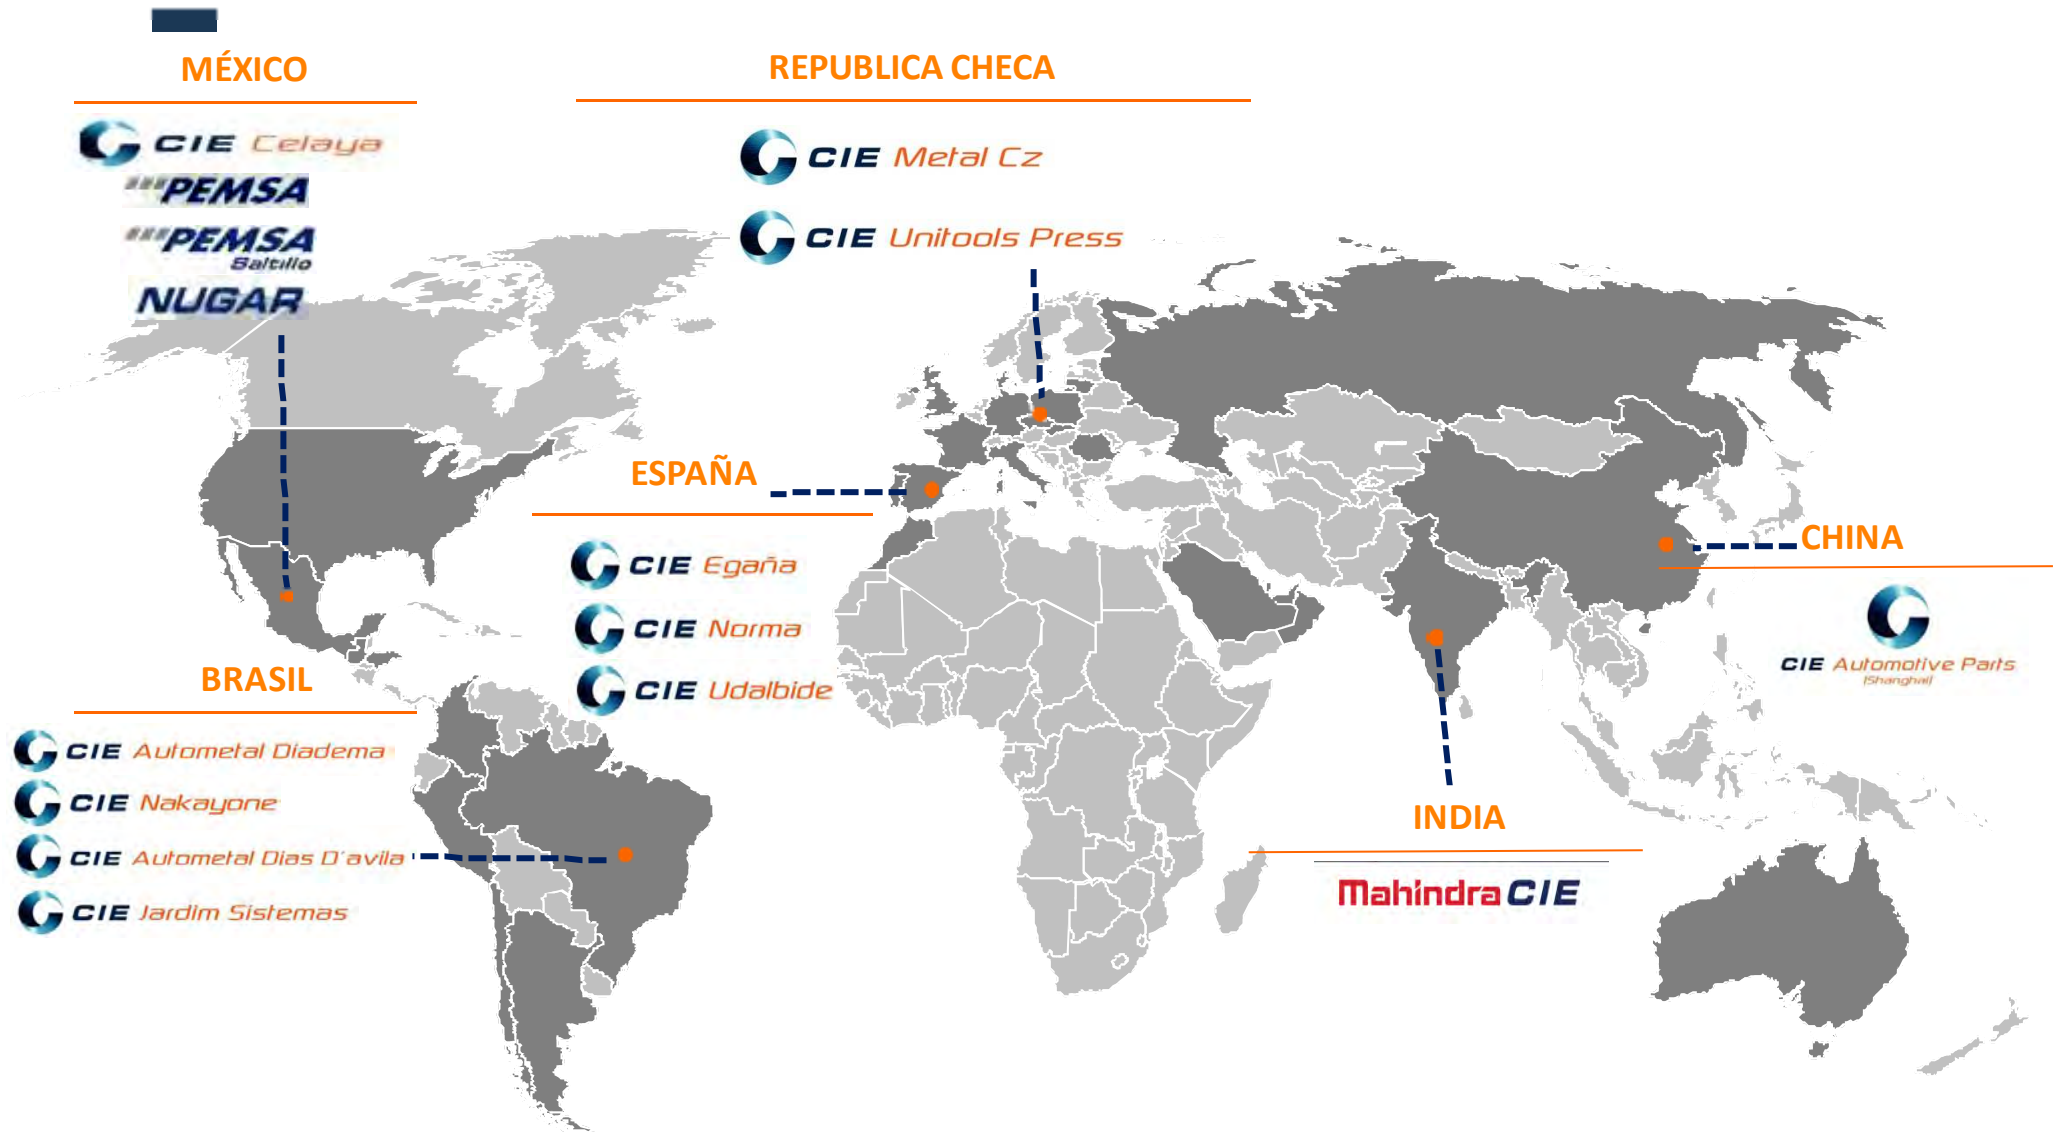 MÉXICO
CIE Celaya
PEMSA
PEMSA
Saltillo
NUGAR
REPUBLICA CHECA
CIE Metal Cz
CIE Unitools Press
ESPAÑA
CIE Egaña
CIE Norma
CIE Udalbide
BRASIL
CIE Autometal Diadema
CIE Nakayone
CIE Autometal Dias D´avila
CIE Jardim Sistemas
CHINA
CIE Automotive Parts
(Shanghai)
INDIA
Mahindra CIE